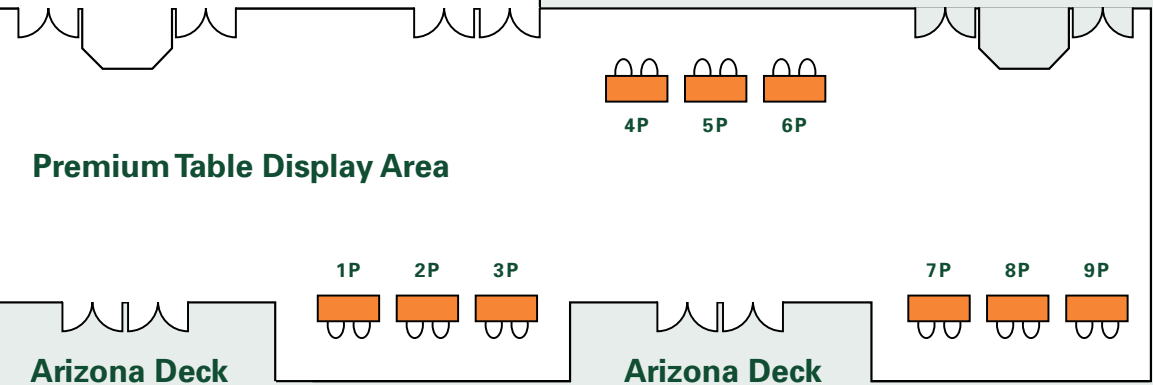 4P 5P 6P
Premium Table Display Area
1P 2P 3P 7P 8P 9P
Arizona Deck Arizona Deck